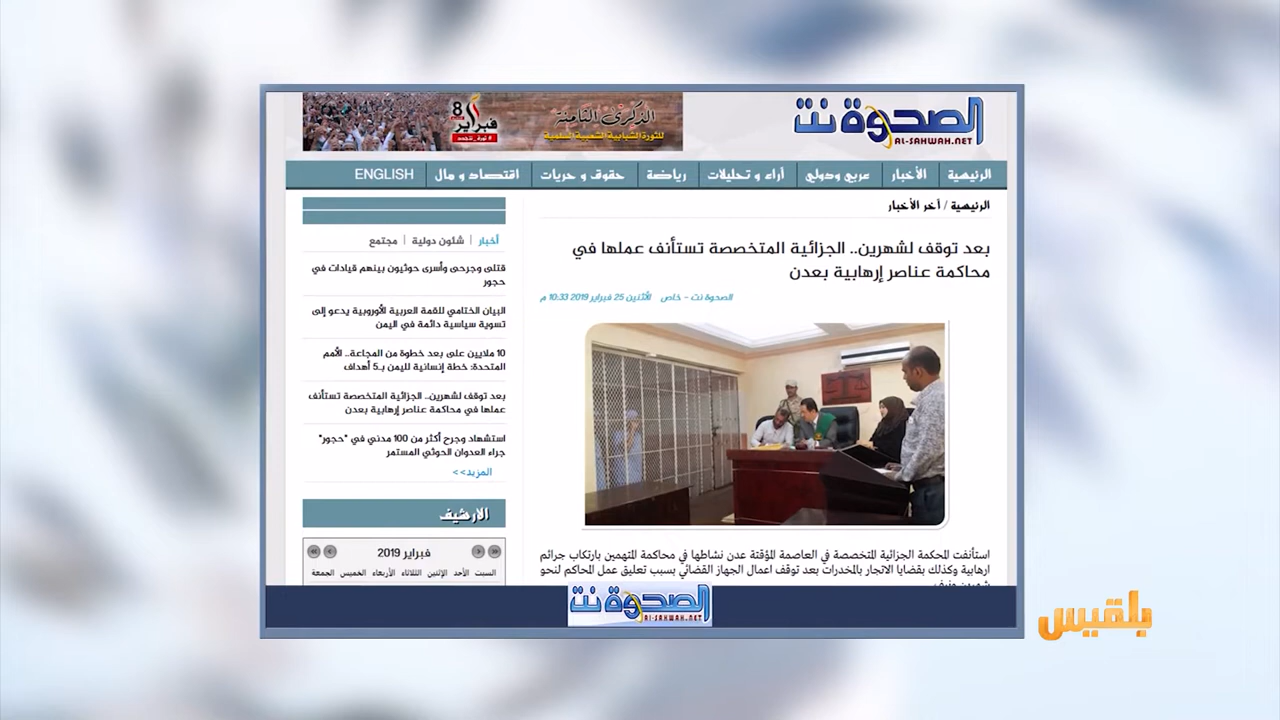 الصحوة نت
AL-SAHWAH.NET
الذكرى الثامنة
للثورة الشبابية الشعبية السلمية
8
فبراير
الرئيسية
الأخبار
عربي ودولي
آراء و تحليلات
رياضة
حقوق و حريات
اقتصاد و مال
ENGLISH
الرئيسية / آخر الأخبار
بعد توقف لشهرين.. الجزائية المتخصصة تستأنف عملها في
محاكمة عناصر إرهابية بعدن
الصحوة نت - خاص الأثنين 25 فبراير 2019 10:33 م
استأنفت المحكمة الجزائية المتخصصة في العاصمة المؤقتة عدن نشاطها في محاكمة المتهمين بارتكاب جرائم
ارهابية وكذلك بقضايا الاتجار بالمخدرات بعد توقف اعمال الجهاز القضائي بسبب تعليق عمل المحاكم لنحو
أخبار | شئون دولية | مجتمع
قتلى وجرحى وأسرى حوثيون بينهم قيادات في
حجور
البيان الختامي للقمة العربية الأوروبية يدعو إلى
تسوية سياسية دائمة في اليمن
10 ملايين على بعد خطوة من المجاعة.. الأمم
المتحدة: خطة إنسانية لليمن بـ5 أهداف
بعد توقف لشهرين.. الجزائية المتخصصة تستأنف
عملها في محاكمة عناصر إرهابية بعدن
استشهاد وجرح أكثر من 100 مدني في "حجور"
جراء العدوان الحوثي المستمر
المزيد>>
الارشيف
فبراير 2019
السبت الأحد الإثنين الثلاثاء الأربعاء الخميس الجمعة
الصحوة نت
AL-SAHWAH.NET
بلقيس